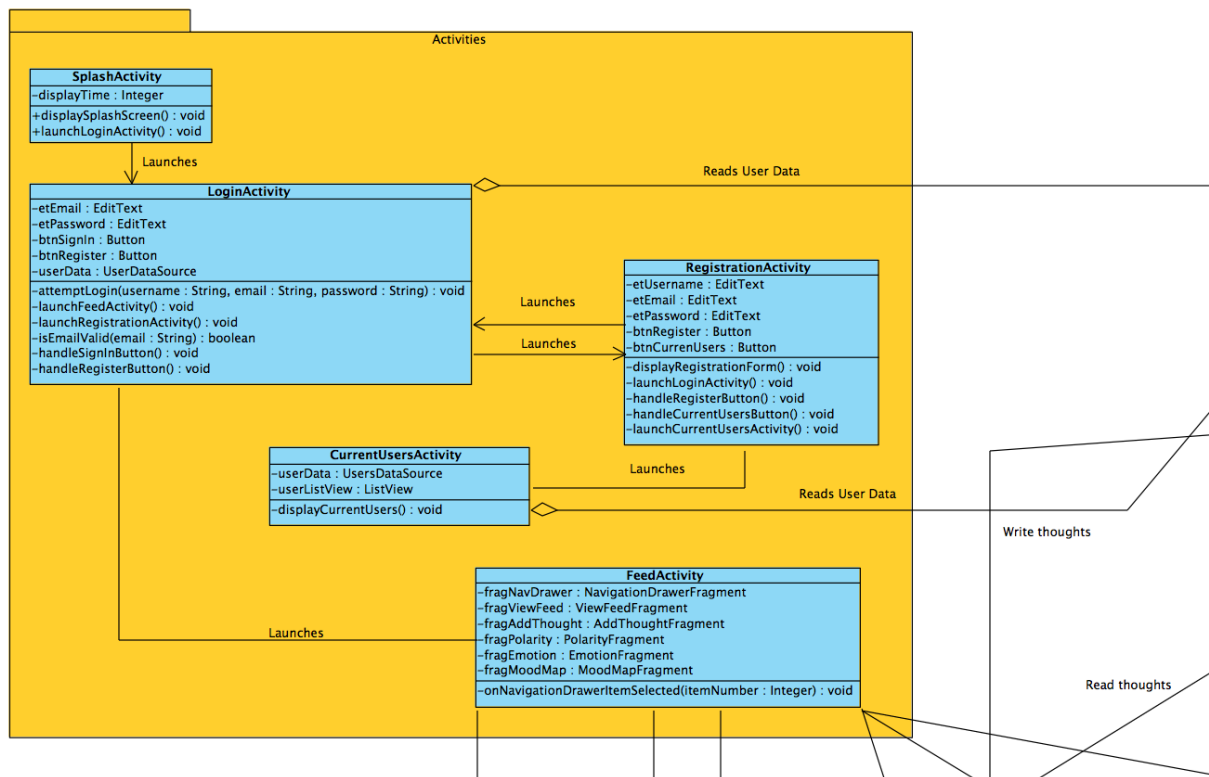 Activities
SplashActivity
-displayTime : Integer
+displaySplashScreen() : void
+launchLoginActivity() : void
Launches
Reads User Data
LoginActivity
-etEmail : EditText
-etPassword : EditText
-btnSignIn : Button
-btnRegister : Button
-userData : UserDataSource
-attemptLogin(username : String, email : String, password : String) : void
-launchFeedActivity() : void
-launchRegistrationActivity() : void
-isEmailValid(email : String) : boolean
-handleSignInButton() : void
-handleRegisterButton() : void
Launches
Launches
RegistrationActivity
-etUsername : EditText
-etEmail : EditText
-etPassword : EditText
-btnRegister : Button
-btnCurrenUsers : Button
-displayRegistrationForm() : void
-launchLoginActivity() : void
-handleRegisterButton() : void
-handleCurrentUsersButton() : void
-launchCurrentUsersActivity() : void
CurrentUsersActivity
-userData : UsersDataSource
-userListView : ListView
-displayCurrentUsers() : void
Launches
Reads User Data
Write thoughts
FeedActivity
-fragNavDrawer : NavigationDrawerFragment
-fragViewFeed : ViewFeedFragment
-fragAddThought : AddThoughtFragment
-fragPolarity : PolarityFragment
-fragEmotion : EmotionFragment
-fragMoodMap : MoodMapFragment
-onNavigationDrawerItemSelected(itemNumber : Integer) : void
Launches
Read thoughts